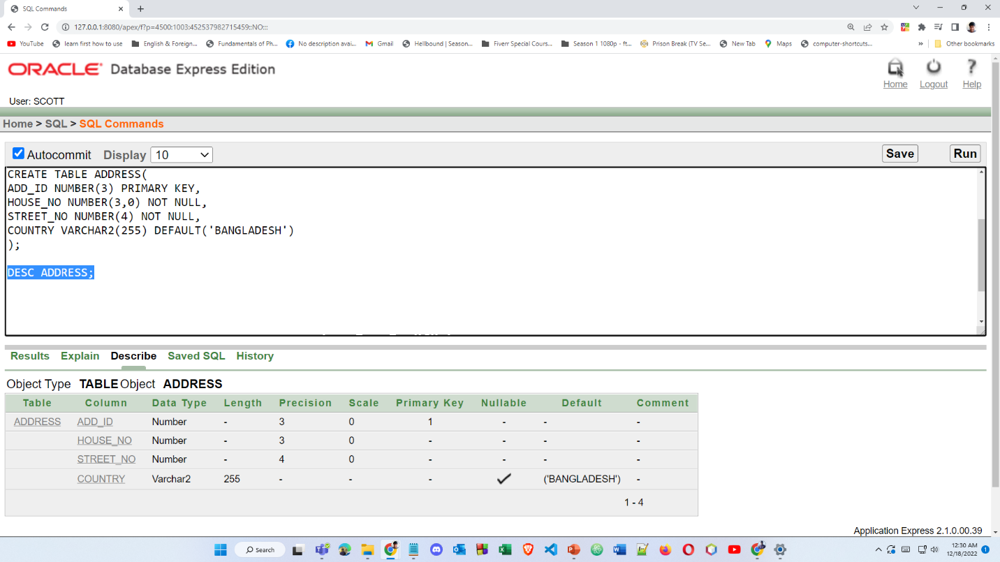 SQL Commands
127.0.0.1:8080/apex/f?p=4500:1003:452537982715459::NO:::
YouTube learn first how to use English & Foreign... Fundamentals of Ph... No description avai... Gmail Hellbound | Season... Fiverr Special Cours... Season 1 1080p - ft... Prison Break (TV Se... New Tab Maps computer-shortcuts... » Other bookmarks
ORACLE Database Express Edition
Home Logout Help
User: SCOTT
Home > SQL > SQL Commands
Autocommit Display 10 Save Run
CREATE TABLE ADDRESS(
ADD_ID NUMBER(3) PRIMARY KEY,
HOUSE_NO NUMBER(3,0) NOT NULL,
STREET_NO NUMBER(4) NOT NULL,
COUNTRY VARCHAR2(255) DEFAULT('BANGLADESH')
);
DESC ADDRESS;
Results Explain Describe Saved SQL History
Object Type TABLE Object ADDRESS
Table Column Data Type Length Precision Scale Primary Key Nullable Default Comment
ADDRESS ADD_ID Number - 3 0 1 - - -
HOUSE_NO Number - 3 0 - - - -
STREET_NO Number - 4 0 - - - -
COUNTRY Varchar2 255 - - - ✓ ('BANGLADESH') -
1 - 4
Application Express 2.1.0.00.39
Search
12:30 AM
12/18/2022
1